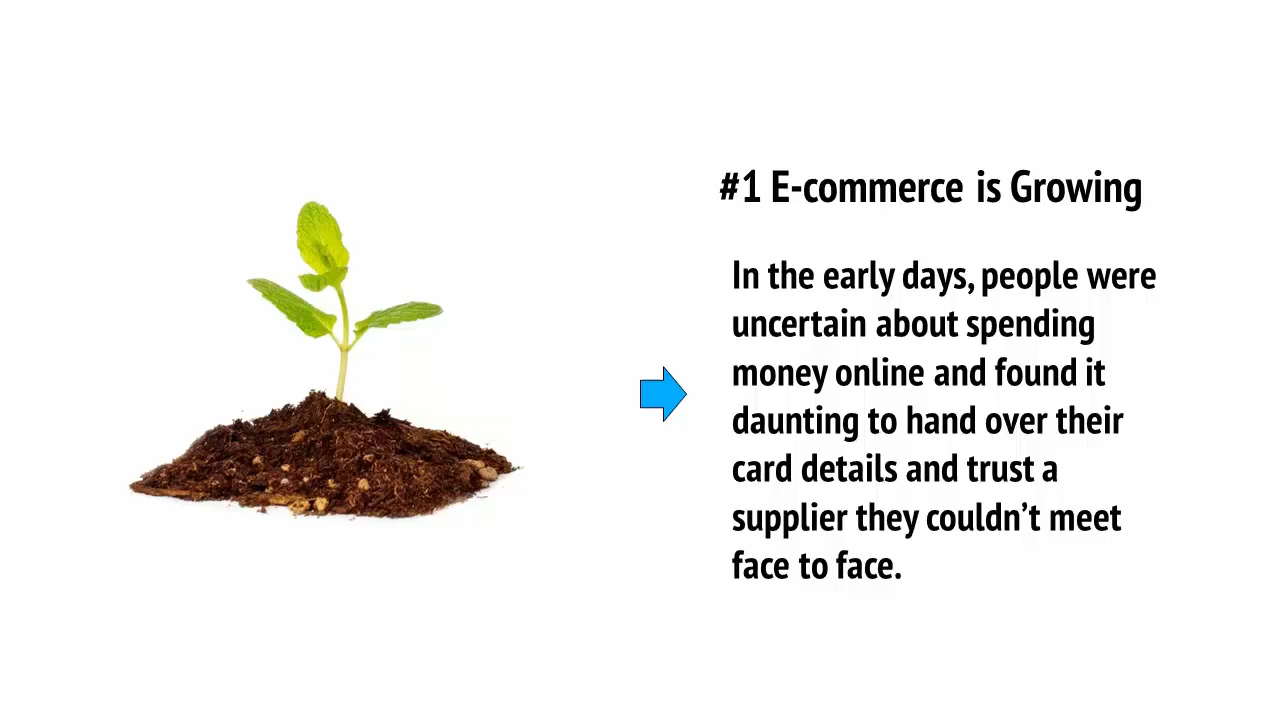 #1 E-commerce is Growing
In the early days, people were
uncertain about spending
money online and found it
daunting to hand over their
card details and trust a
supplier they couldn’t meet
face to face.